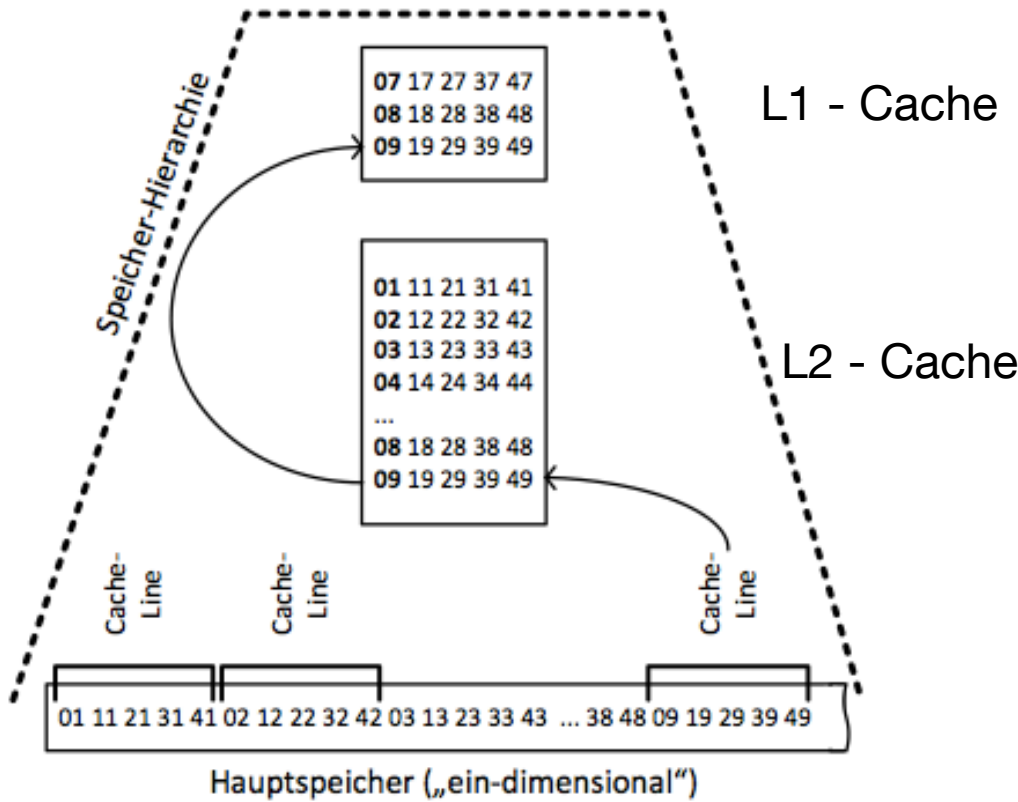 07 17 27 37 47
08 18 28 38 48
09 19 29 39 49
L1 - Cache
Speicher-Hierarchie
01 11 21 31 41
02 12 22 32 42
03 13 23 33 43
04 14 24 34 44
...
08 18 28 38 48
09 19 29 39 49
L2 - Cache
Cache-
Line
Cache-
Line
Cache-
Line
01 11 21 31 41 02 12 22 32 42 03 13 23 33 43 ... 38 48 09 19 29 39 49
Hauptspeicher („ein-dimensional“)